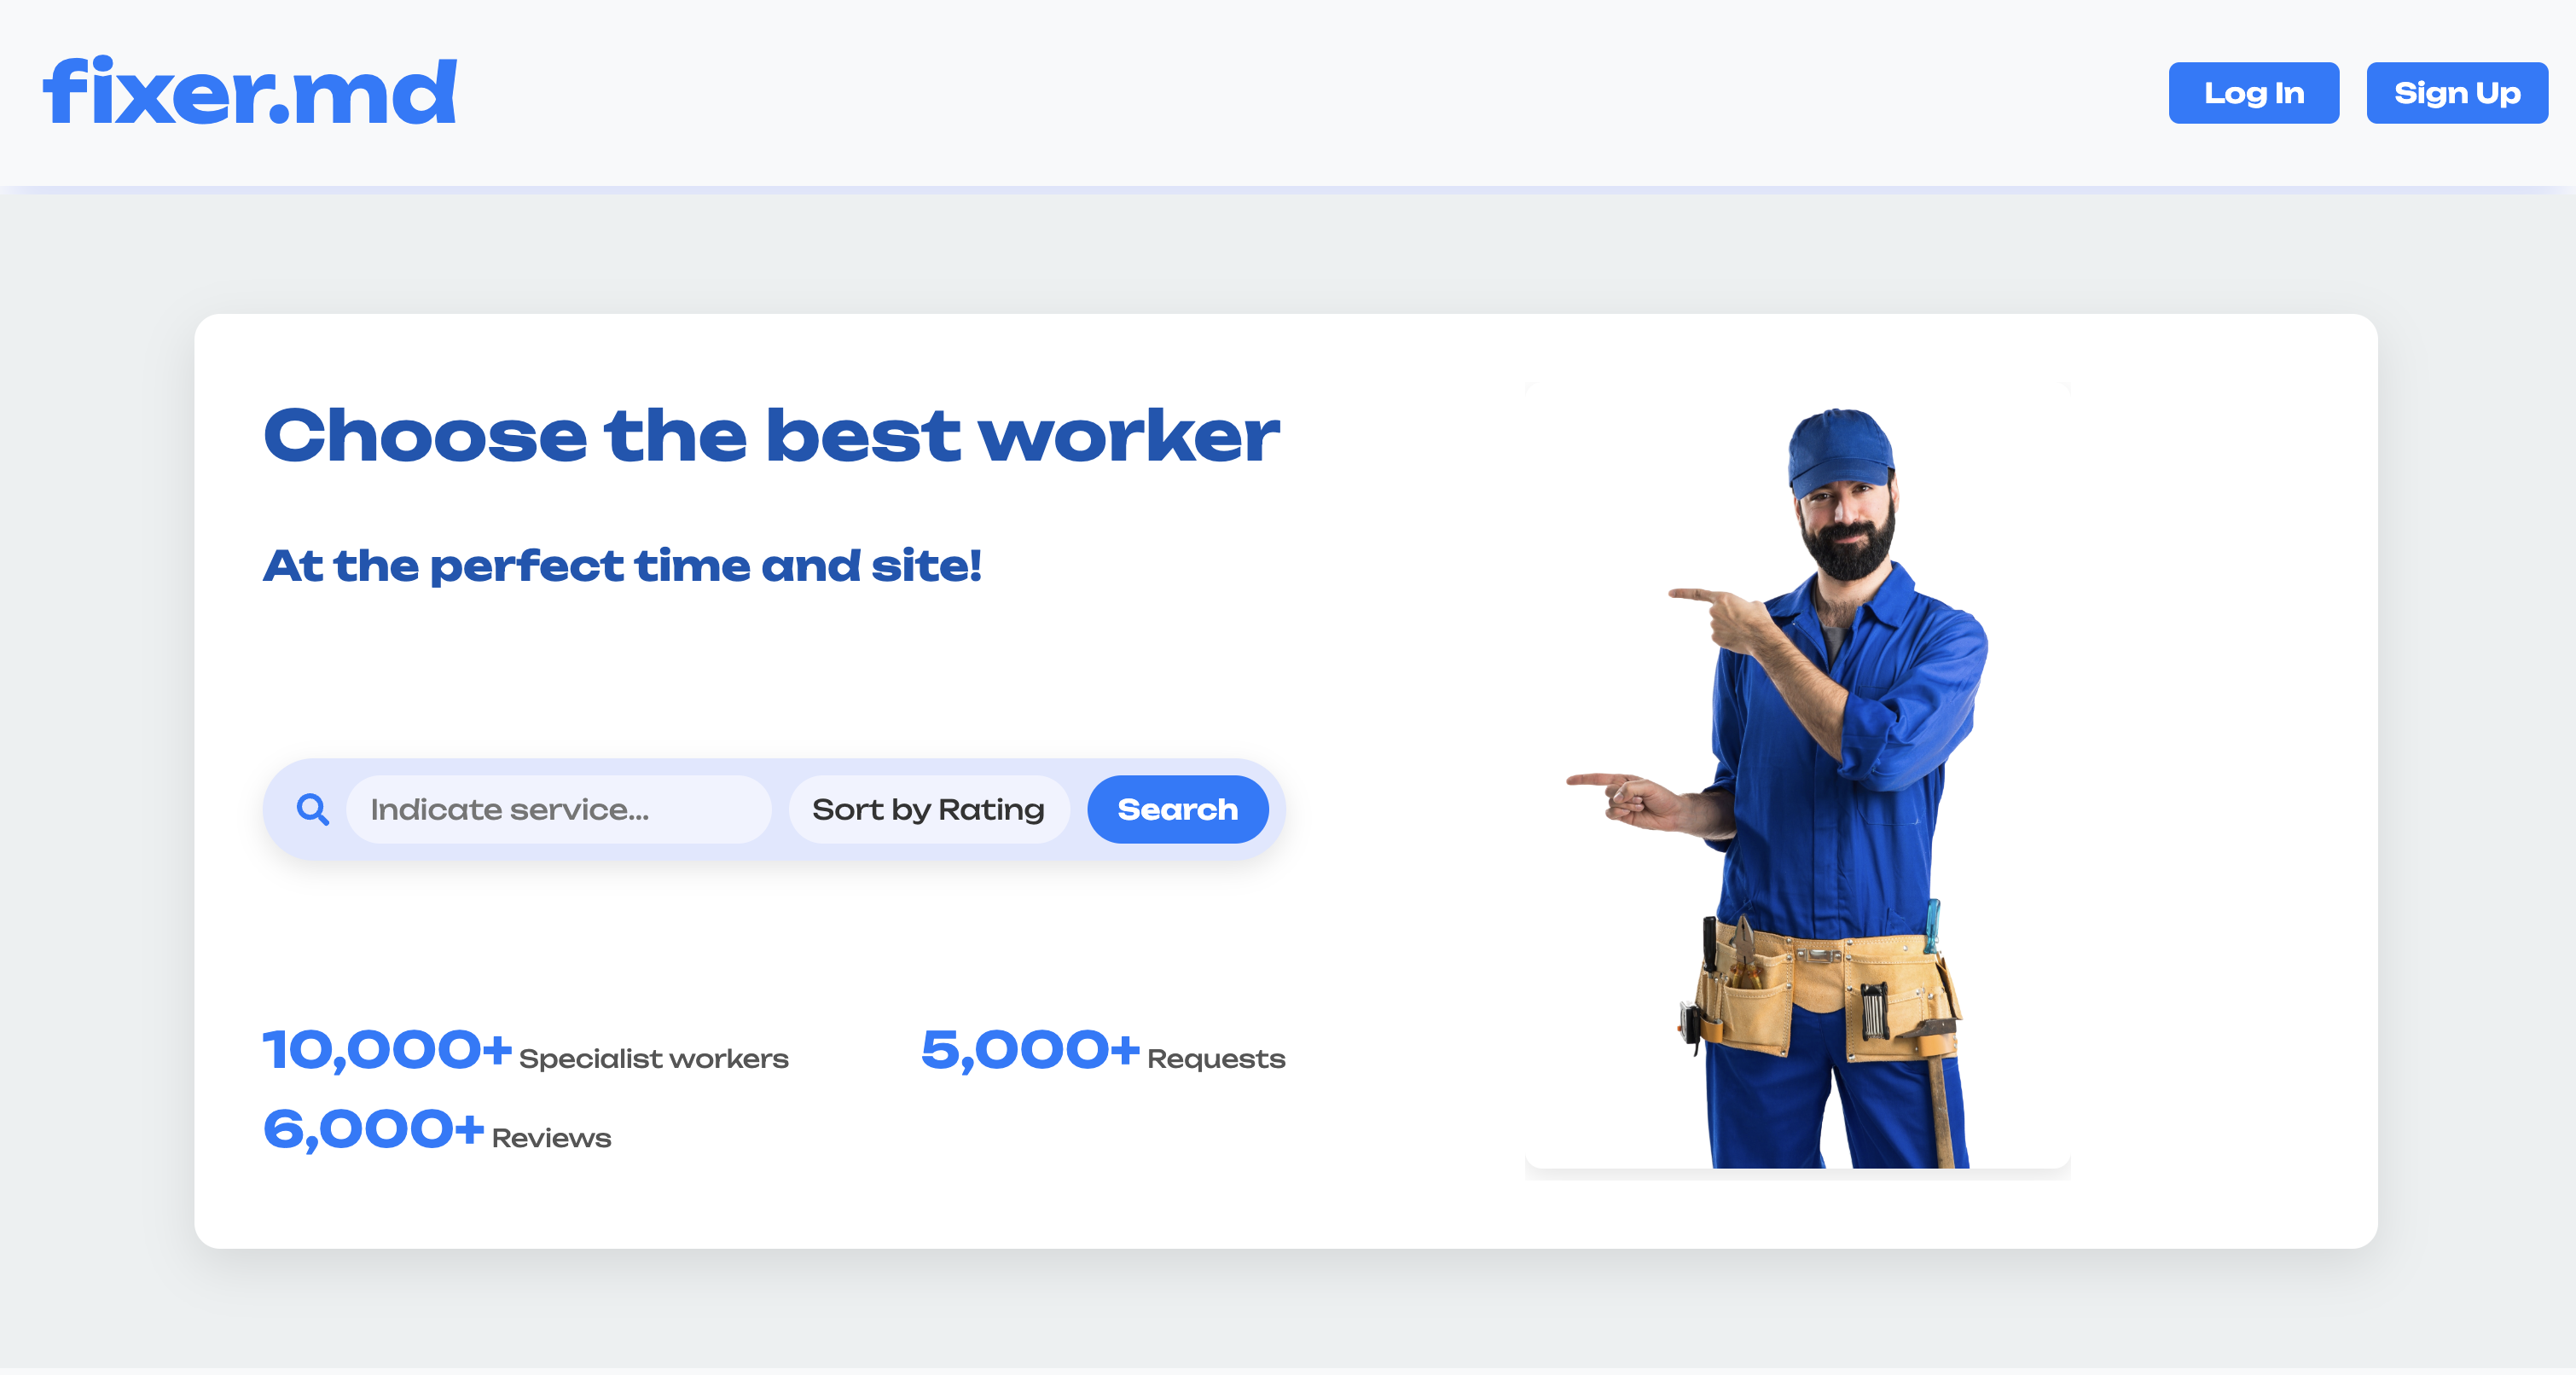 fixer.md
Log In
Sign Up
Choose the best worker
At the perfect time and site!
Indicate service...
Sort by Rating
Search
10,000+ Specialist workers
5,000+ Requests
6,000+ Reviews